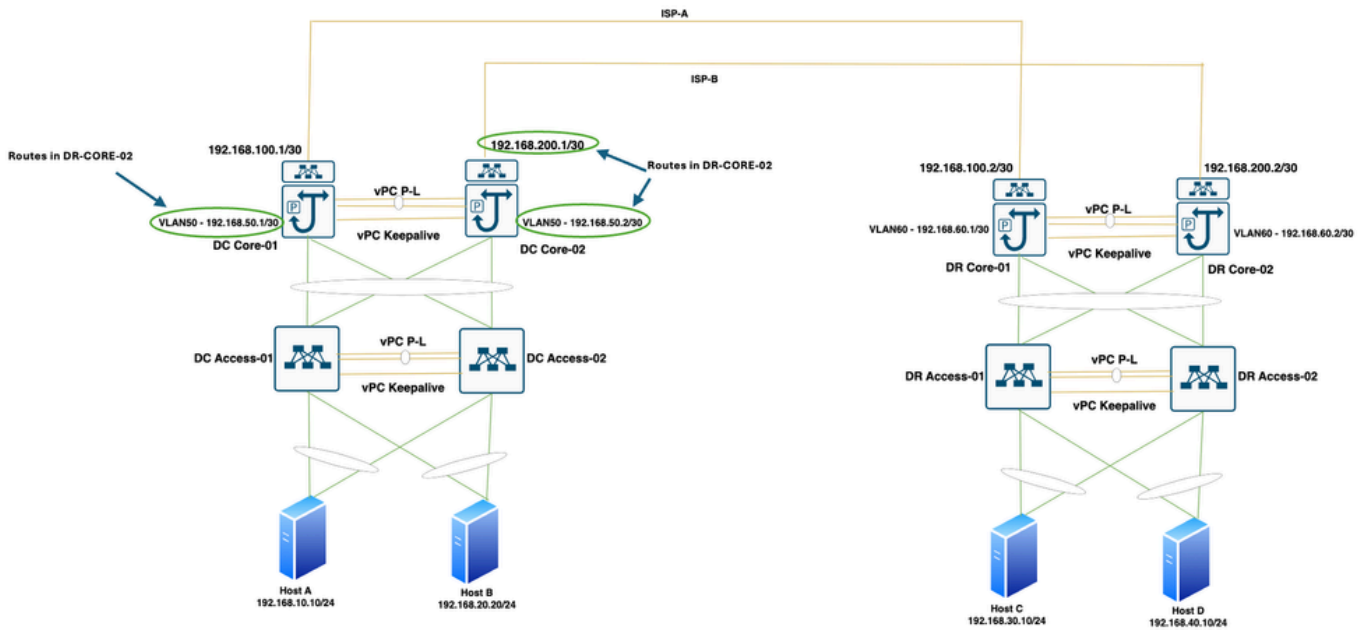 ISP-A
ISP-B
192.168.100.1/30
192.168.200.1/30
Routes in DR-CORE-02
Routes in DR-CORE-02
192.168.100.2/30
192.168.200.2/30
vPC P-L
P
P
VLAN50 - 192.168.50.1/30
VLAN50 - 192.168.50.2/30
vPC Keepalive
DC Core-01
DC Core-02
vPC P-L
P
P
VLAN60 - 192.168.60.1/30
VLAN60 - 192.168.60.2/30
vPC Keepalive
DR Core-01
DR Core-02
vPC P-L
DC Access-01
DC Access-02
vPC Keepalive
vPC P-L
DR Access-01
DR Access-02
vPC Keepalive
Host A
192.168.10.10/24
Host B
192.168.20.20/24
Host C
192.168.30.10/24
Host D
192.168.40.10/24